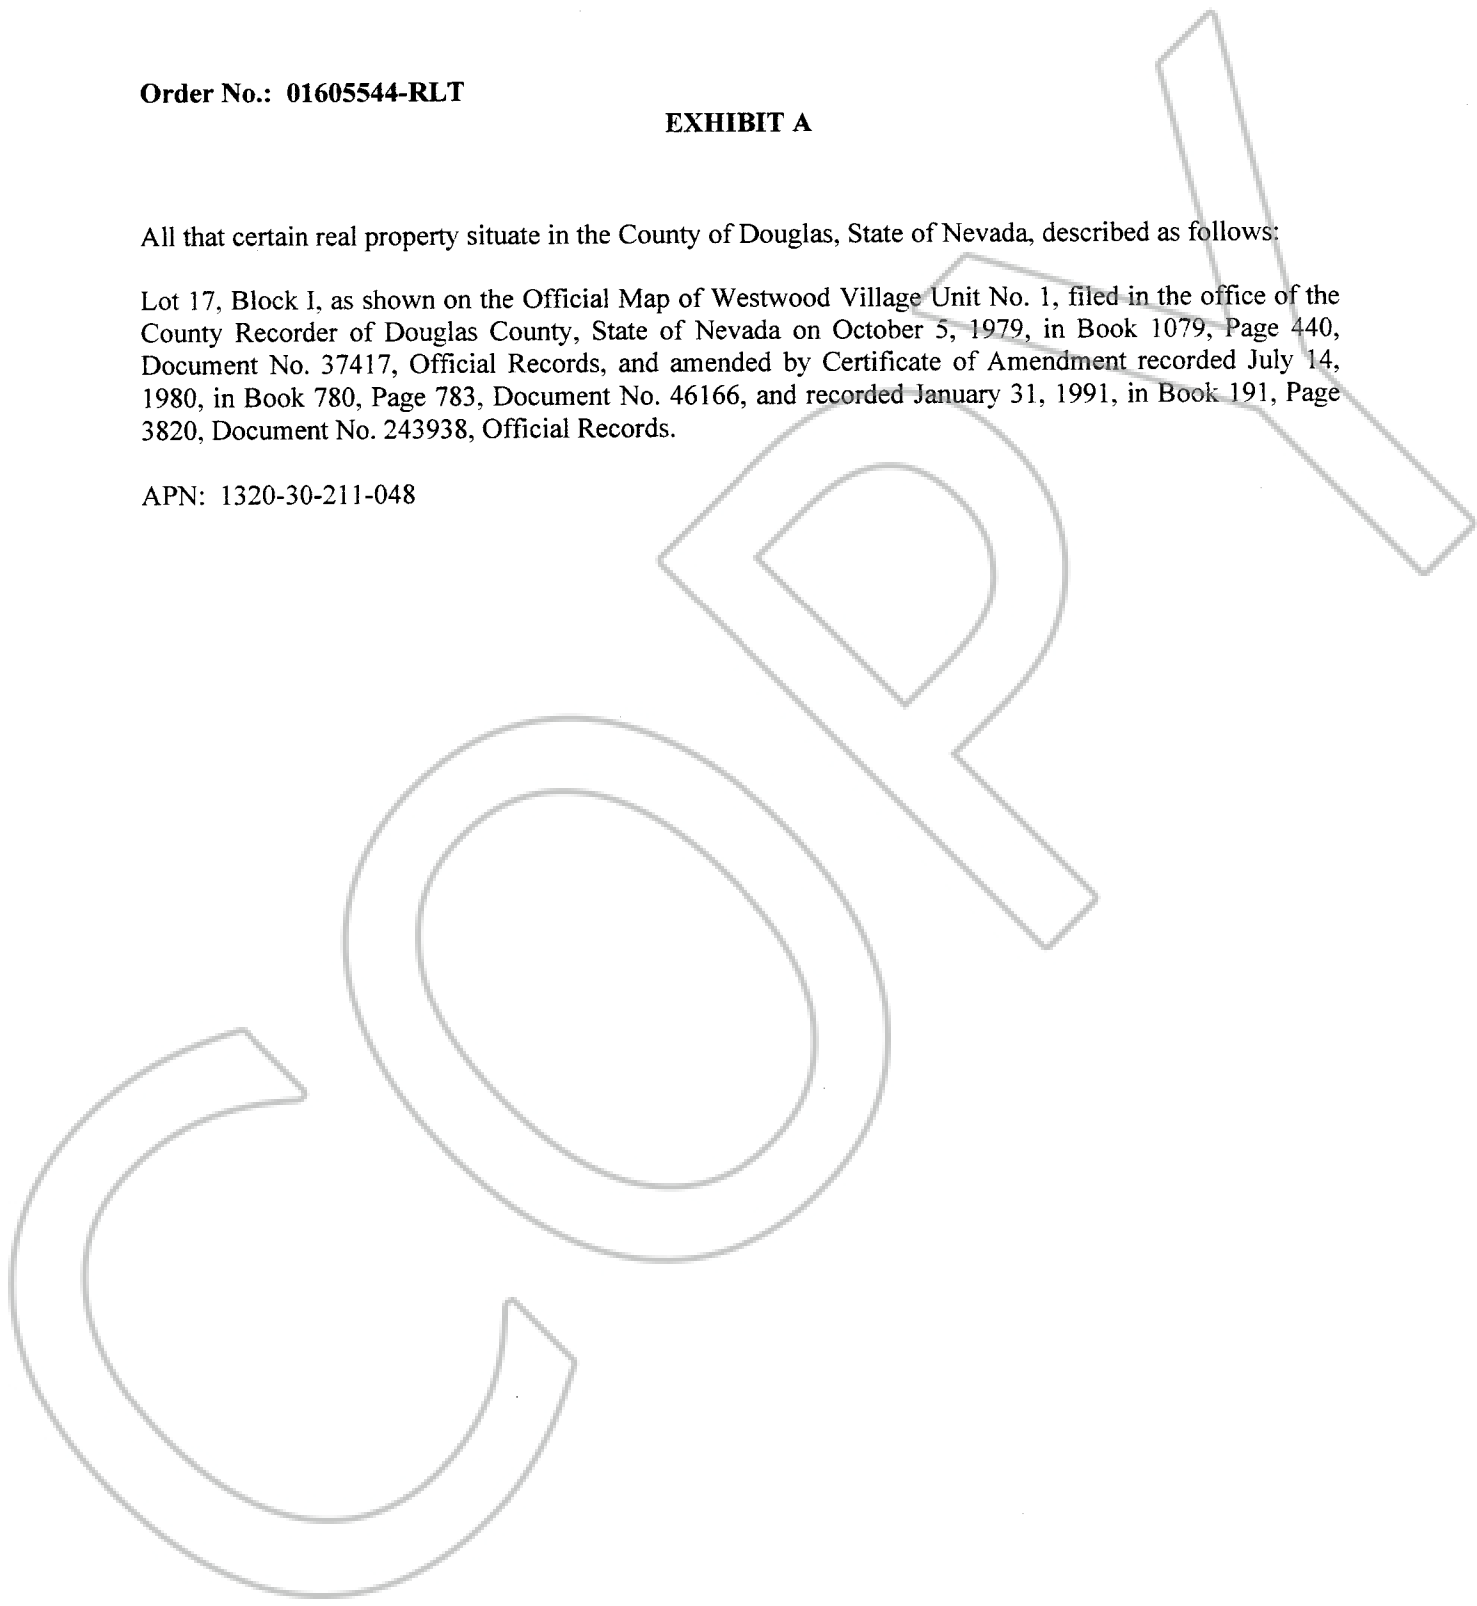 Order No.: 01605544-RLT
EXHIBIT A
All that certain real property situate in the County of Douglas, State of Nevada, described as follows:
Lot 17, Block I, as shown on the Official Map of Westwood Village Unit No. 1, filed in the office of the
County Recorder of Douglas County, State of Nevada on October 5, 1979, in Book 1079, Page 440,
Document No. 37417, Official Records, and amended by Certificate of Amendment recorded July 14,
1980, in Book 780, Page 783, Document No. 46166, and recorded January 31, 1991, in Book 191, Page
3820, Document No. 243938, Official Records.
APN: 1320-30-211-048
COPY